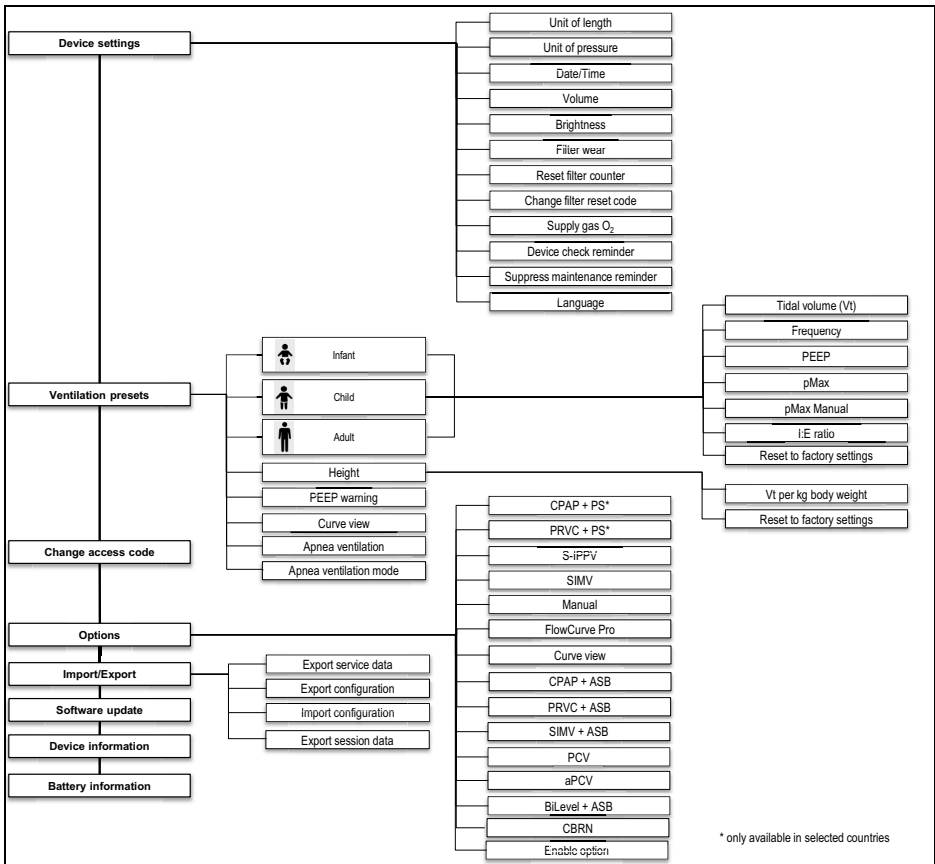 Device settings
Unit of length
Unit of pressure
Date/Time
Volume
Brightness
Filter wear
Reset filter counter
Change filter reset code
Supply gas O₂
Device check reminder
Suppress maintenance reminder
Language
Ventilation presets
Infant
Child
Adult
Height
PEEP warning
Curve view
Apnea ventilation
Apnea ventilation mode
Tidal volume (Vt)
Frequency
PEEP
pMax
pMax Manual
I:E ratio
Reset to factory settings
Vt per kg body weight
Reset to factory settings
Change access code
Options
CPAP + PS*
PRVC + PS*
S-IPPV
SIMV
Manual
FlowCurve Pro
Curve view
CPAP + ASB
PRVC + ASB
SIMV + ASB
PCV
aPCV
BiLevel + ASB
CBRN
Enable option
Import/Export
Export service data
Export configuration
Import configuration
Export session data
Software update
Device information
Battery information
* only available in selected countries